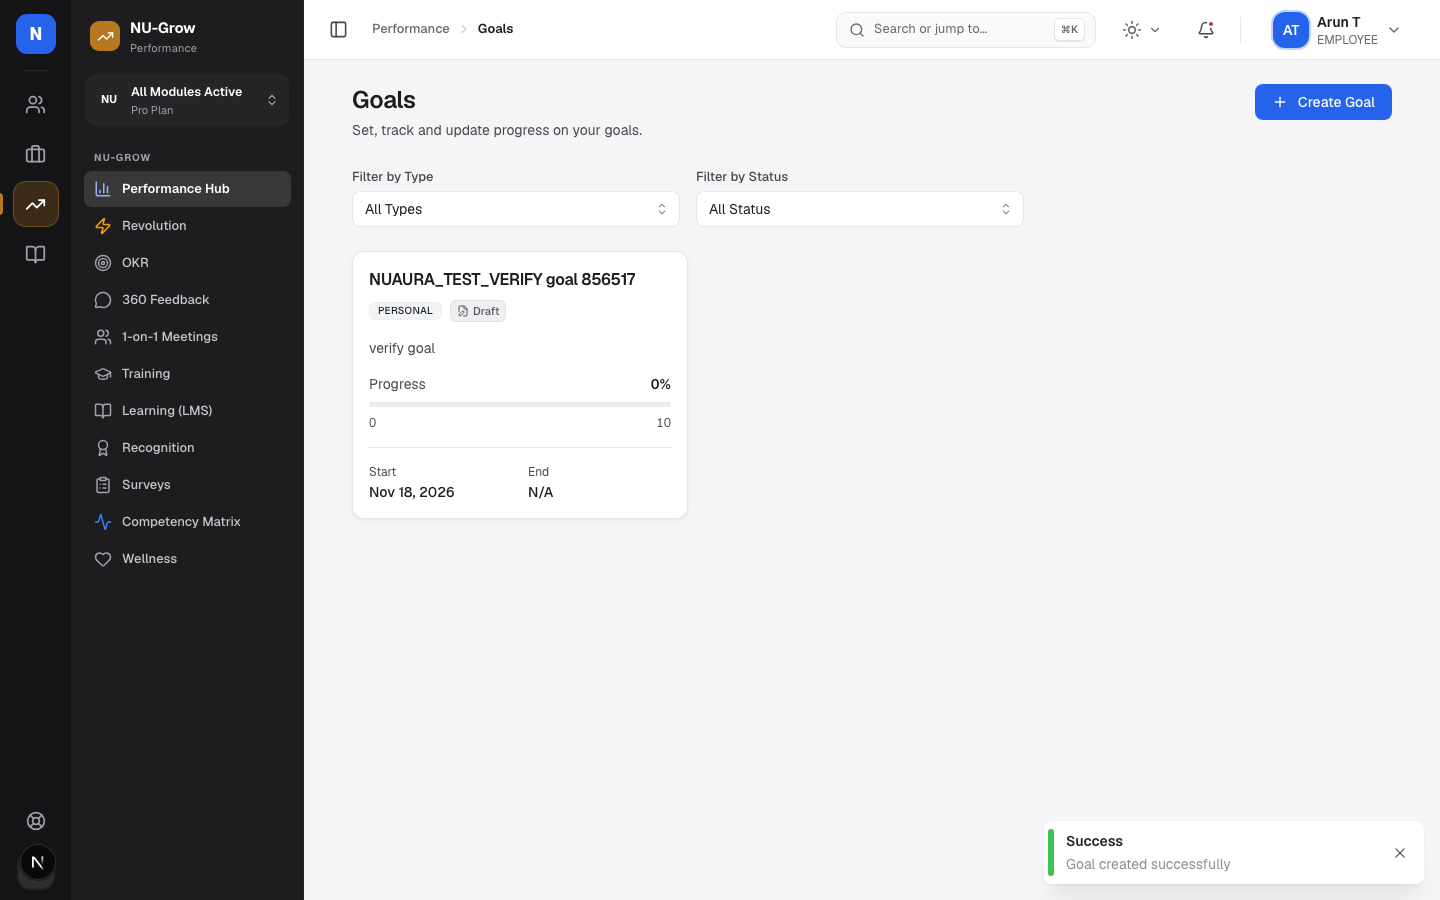 N
NU-Grow
Performance
NU
All Modules Active
Pro Plan
NU-GROW
Performance Hub
Revolution
OKR
360 Feedback
1-on-1 Meetings
Training
Learning (LMS)
Recognition
Surveys
Competency Matrix
Wellness
N
Performance
Goals
Search or jump to...
⌘K
AT
Arun T
EMPLOYEE
Goals
Set, track and update progress on your goals.
Create Goal
Filter by Type
Filter by Status
All Types
All Status
NUAURA_TEST_VERIFY goal 856517
PERSONAL
Draft
verify goal
Progress
0%
0
10
Start
End
Nov 18, 2026
N/A
Success
Goal created successfully